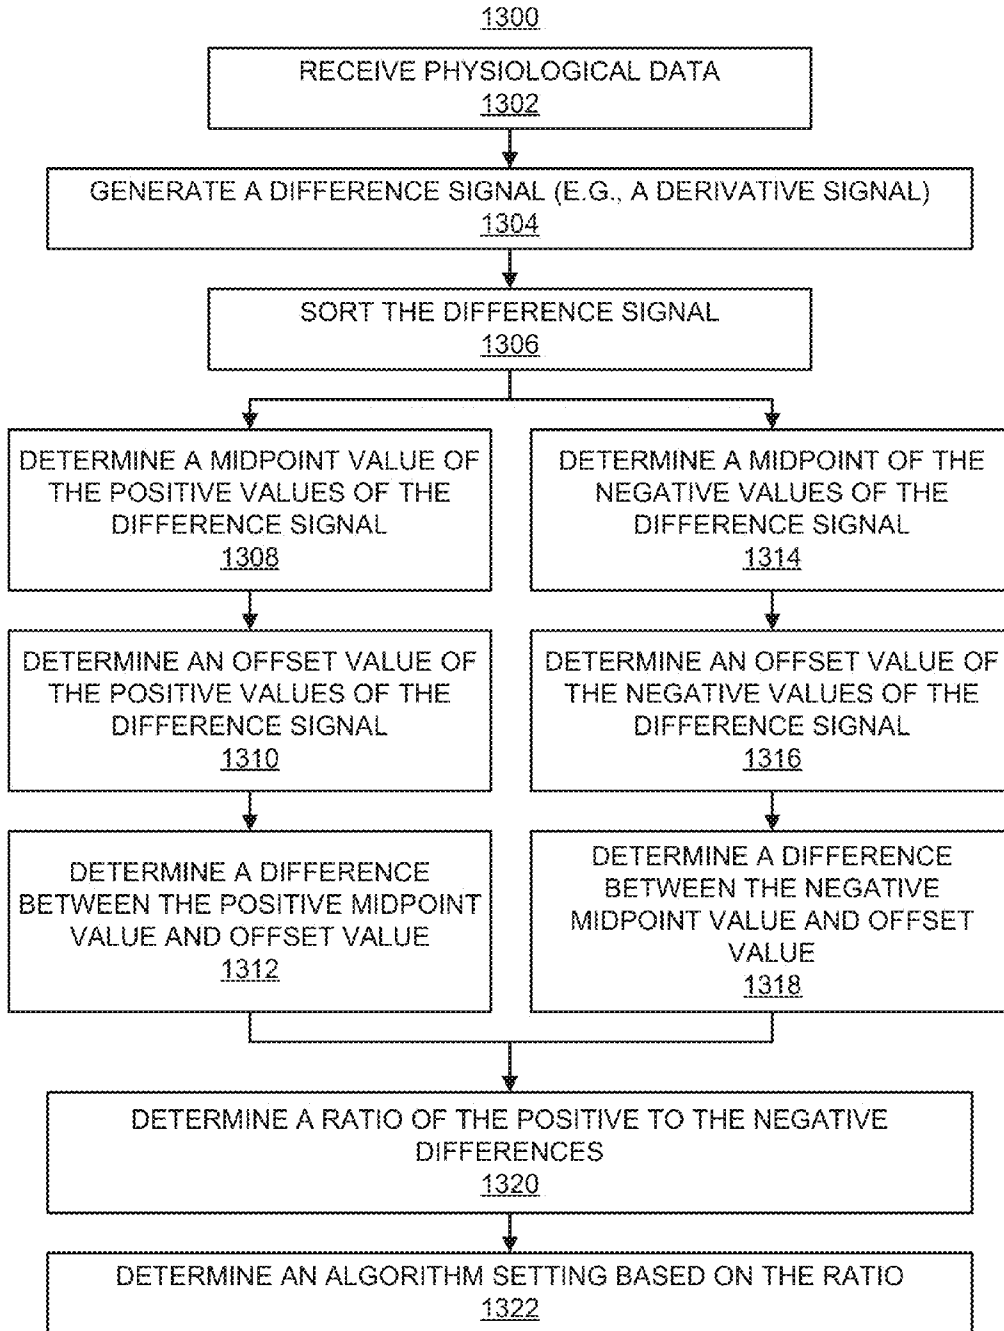 1300
RECEIVE PHYSIOLOGICAL DATA
1302
GENERATE A DIFFERENCE SIGNAL (E.G., A DERIVATIVE SIGNAL)
1304
SORT THE DIFFERENCE SIGNAL
1306
DETERMINE A MIDPOINT VALUE OF
THE POSITIVE VALUES OF THE
DIFFERENCE SIGNAL
1308
DETERMINE A MIDPOINT OF THE
NEGATIVE VALUES OF THE
DIFFERENCE SIGNAL
1314
DETERMINE AN OFFSET VALUE OF
THE POSITIVE VALUES OF THE
DIFFERENCE SIGNAL
1310
DETERMINE AN OFFSET VALUE OF
THE NEGATIVE VALUES OF THE
DIFFERENCE SIGNAL
1316
DETERMINE A DIFFERENCE
BETWEEN THE POSITIVE MIDPOINT
VALUE AND OFFSET VALUE
1312
DETERMINE A DIFFERENCE
BETWEEN THE NEGATIVE
MIDPOINT VALUE AND OFFSET
VALUE
1318
DETERMINE A RATIO OF THE POSITIVE TO THE NEGATIVE
DIFFERENCES
1320
DETERMINE AN ALGORITHM SETTING BASED ON THE RATIO
1322